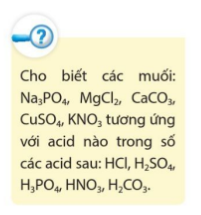 Cho biết các muối:
Na₃PO₄, MgCl₂, CaCO₃,
CuSO₄, KNO₃ tương ứng
với acid nào trong số
các acid sau: HCl, H₂SO₄,
H₃PO₄, HNO₃, H₂CO₃.